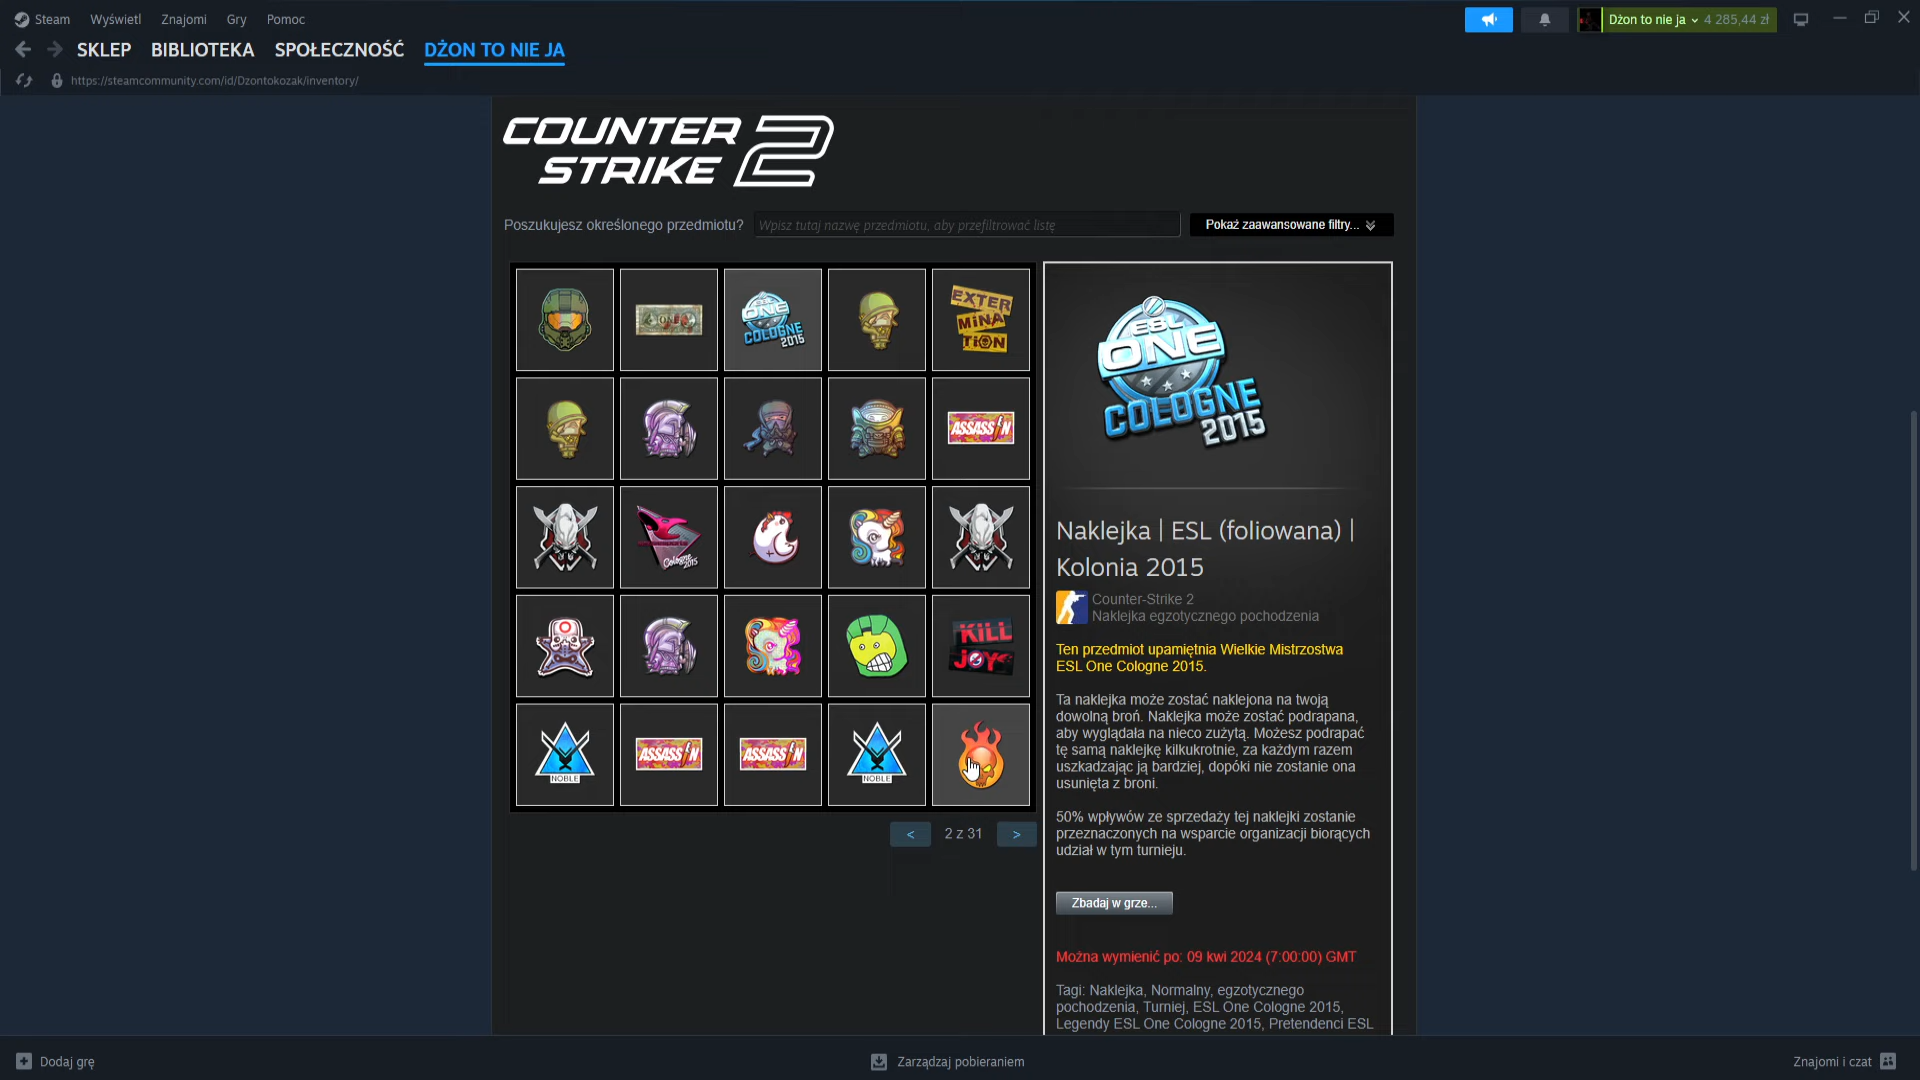 Steam Wyświetl Znajomi Gry Pomoc
Dżon to nie ja 4 285,44 zł
SKLEP BIBLIOTEKA SPOŁECZNOŚĆ DŻON TO NIE JA
https://steamcommunity.com/id/Dzontokozak/inventory/
COUNTER STRIKE 2
Poszukujesz określonego przedmiotu? Wpisz tutaj nazwę przedmiotu, aby przefiltrować listę Pokaż zaawansowane filtry...
ESL ONE COLOGNE 2015
EXTERMINATION
ASSASSIN
Cologne 2015
KILL JOYS
NOBLE
ASSASSIN
ASSASSIN
NOBLE
< 2 z 31 >
ESL
ONE
COLOGNE
2015
Naklejka | ESL (foliowana) |
Kolonia 2015
Counter-Strike 2
Naklejka egzotycznego pochodzenia
Ten przedmiot upamiętnia Wielkie Mistrzostwa
ESL One Cologne 2015.
Ta naklejka może zostać naklejona na twoją
dowolną broń. Naklejka może zostać podrapana,
aby wyglądała na nieco zużytą. Możesz podrapać
tę samą naklejkę kilkukrotnie, za każdym razem
uszkadzając ją bardziej, dopóki nie zostanie ona
usunięta z broni.
50% wpływów ze sprzedaży tej naklejki zostanie
przeznaczonych na wsparcie organizacji biorących
udział w tym turnieju.
Zbadaj w grze...
Można wymienić po: 09 kwi 2024 (7:00:00) GMT
Tagi: Naklejka, Normalny, egzotycznego
pochodzenia, Turniej, ESL One Cologne 2015,
Legendy ESL One Cologne 2015, Pretendenci ESL
Dodaj grę Zarządzaj pobieraniem Znajomi i czat